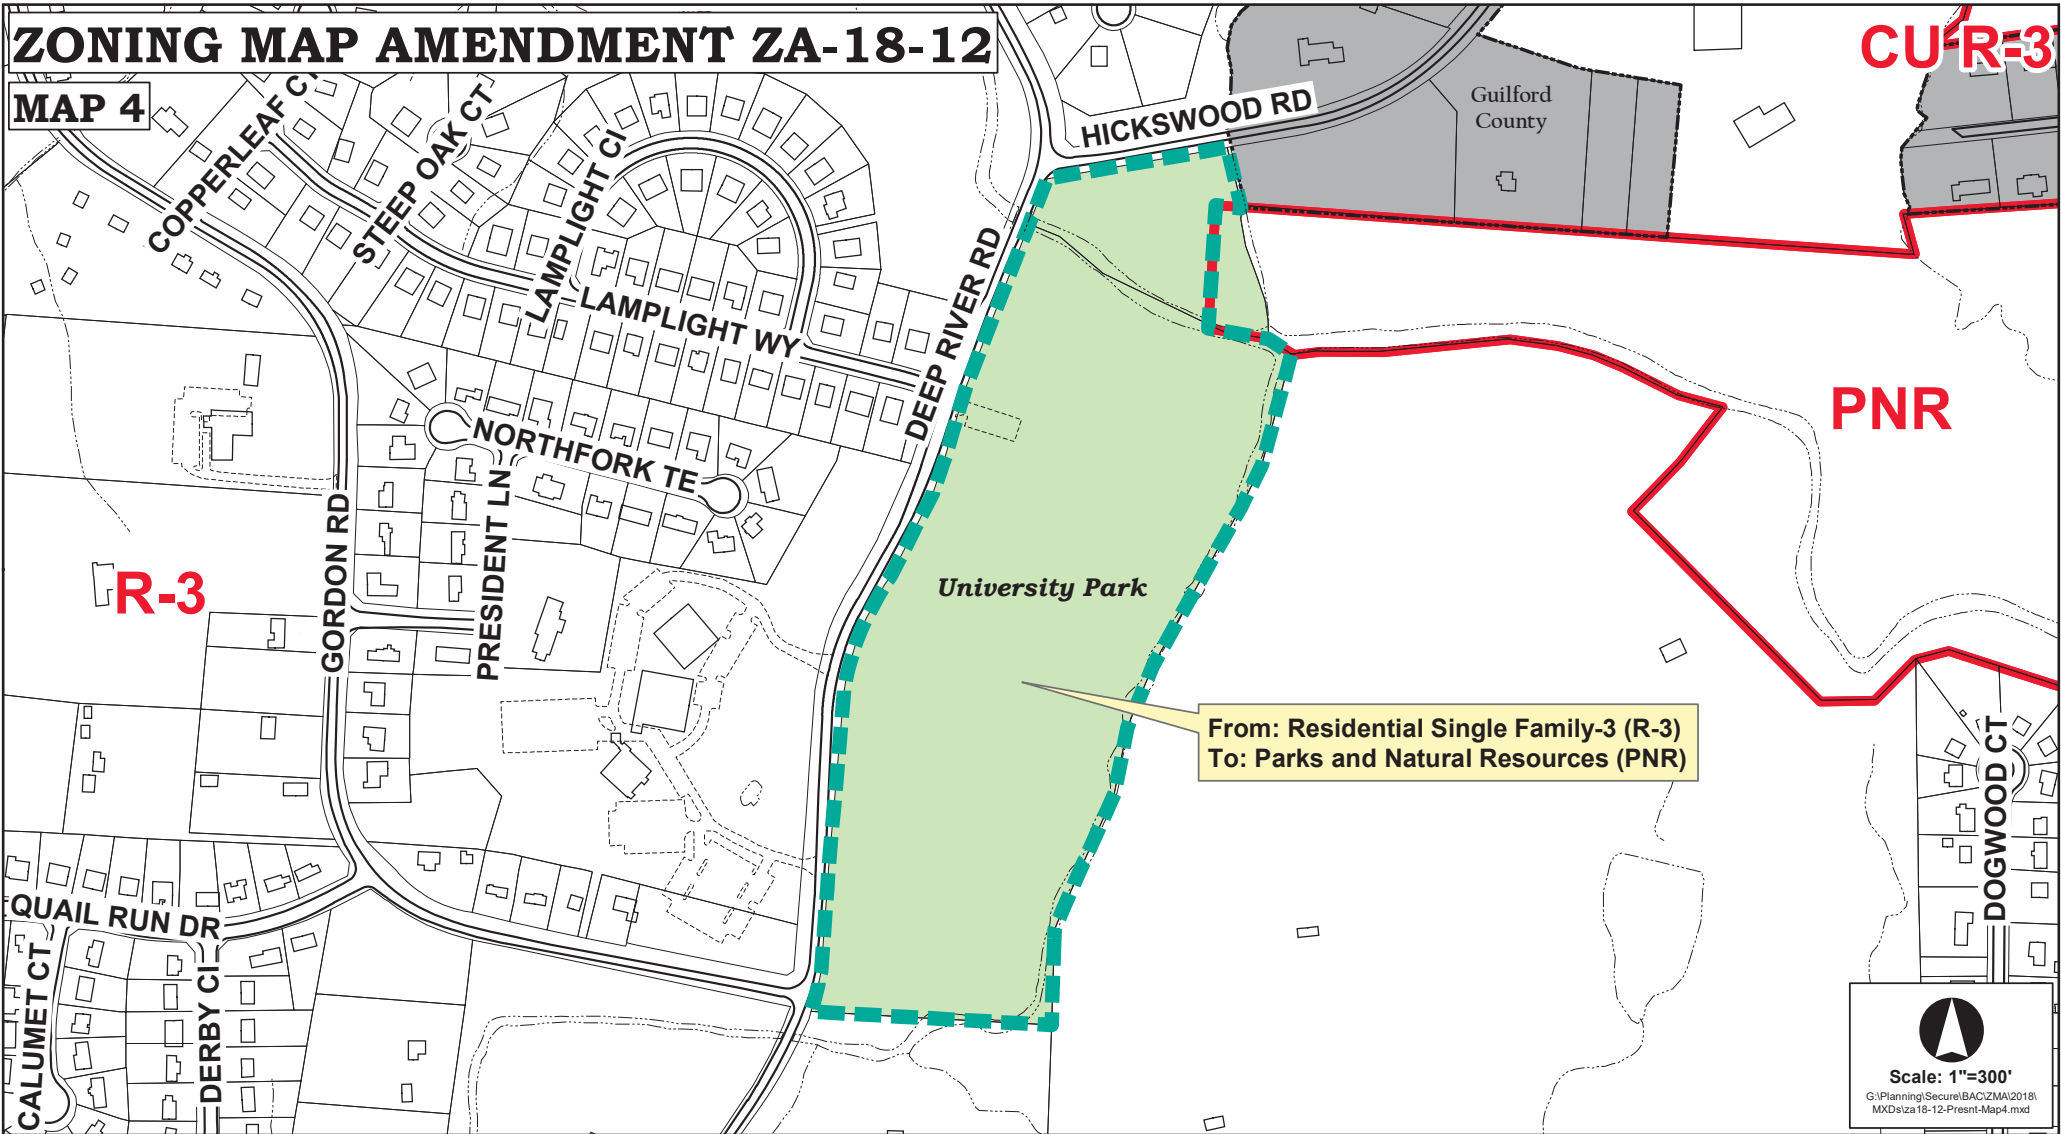 ZONING MAP AMENDMENT ZA-18-12
MAP 4
CU R-3
Guilford
County
HICKSWOOD RD
COPPERLEAF
STEEP OAK CT
LAMPLIGHT CI
LAMPLIGHT WY
DEEP RIVER RD
NORTHFORK TE
PRESIDENT LN
GORDON RD
R-3
PNR
University Park
From: Residential Single Family-3 (R-3)
To: Parks and Natural Resources (PNR)
QUAIL RUN DR
CALUMET CT
DERBY CI
DOGWOOD CT
Scale: 1"=300'
G:\Planning\Secure\BAC\ZMA\2018\
MXDs\za18-12-Presnt-Map4.mxd